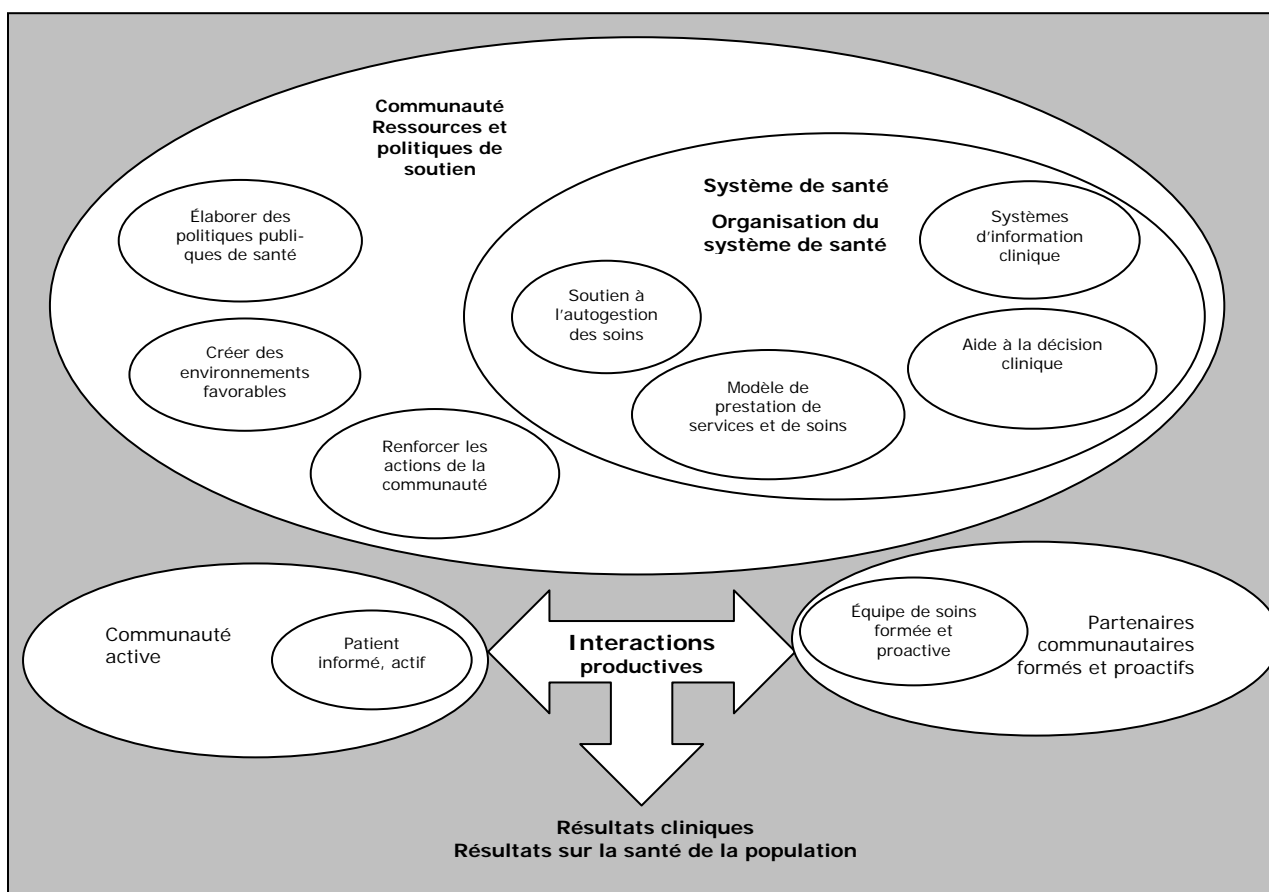 Communauté
Ressources et
politiques de
soutien
Système de santé
Organisation du
système de santé
Élaborer des
politiques publi-
ques de santé
Créer des
environnements
favorables
Renforcer les
actions de la
communauté
Soutien à
l'autogestion
des soins
Modèle de
prestation de
services et de soins
Systèmes
d'information
clinique
Aide à la décision
clinique
Communauté
active
Patient
informé, actif
Interactions
productives
Équipe de soins
formée et
proactive
Partenaires
communautaires
formés et proactifs
Résultats cliniques
Résultats sur la santé de la population